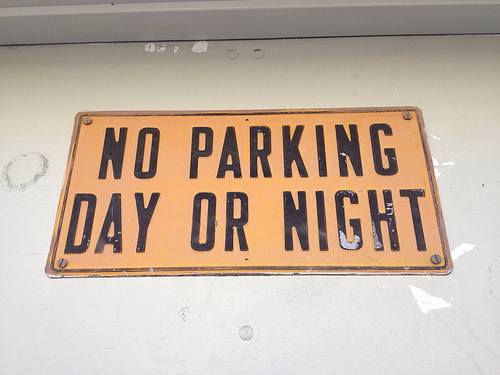 NO PARKING
DAY OR NIGHT